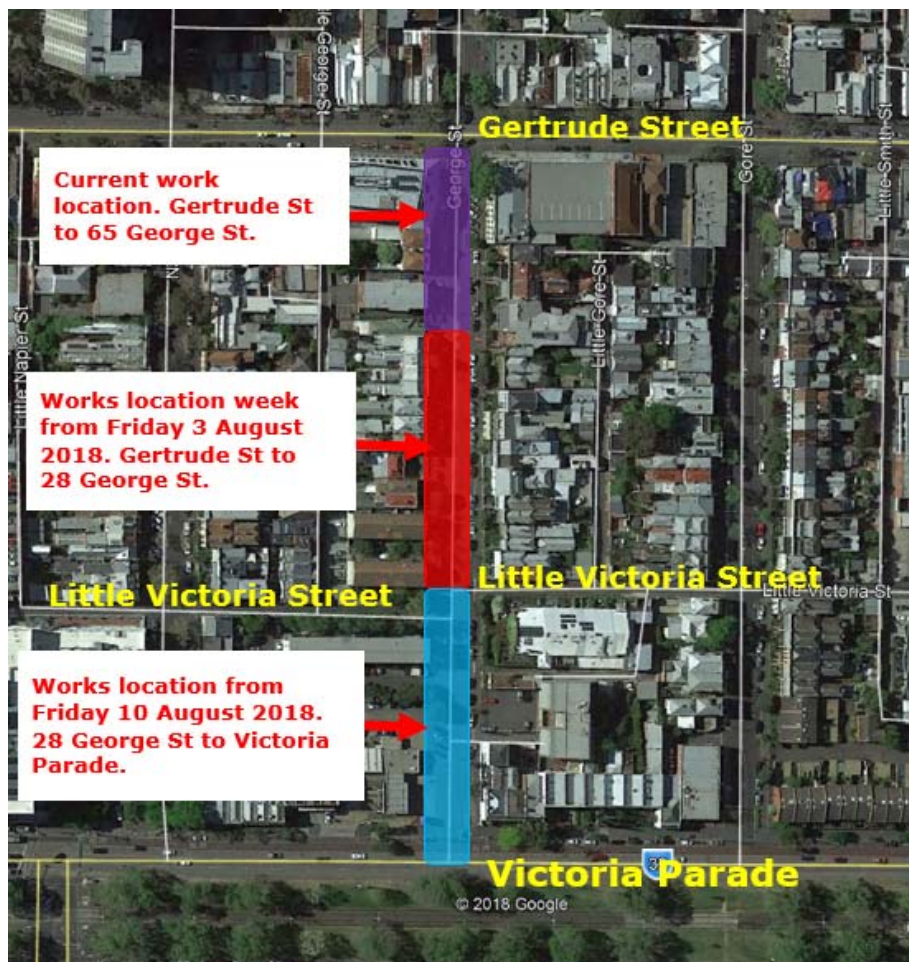 Little George St
Gertrude Street
George St
Gore St
Little Smith St
Current work
location. Gertrude St
to 65 George St.
Little Gore St
Little Napier St
Works location week
from Friday 3 August
2018. Gertrude St to
28 George St.
Little Victoria Street
Little Victoria Street
Little Victoria St
Works location from
Friday 10 August 2018.
28 George St to Victoria
Parade.
Victoria Parade
© 2018 Google